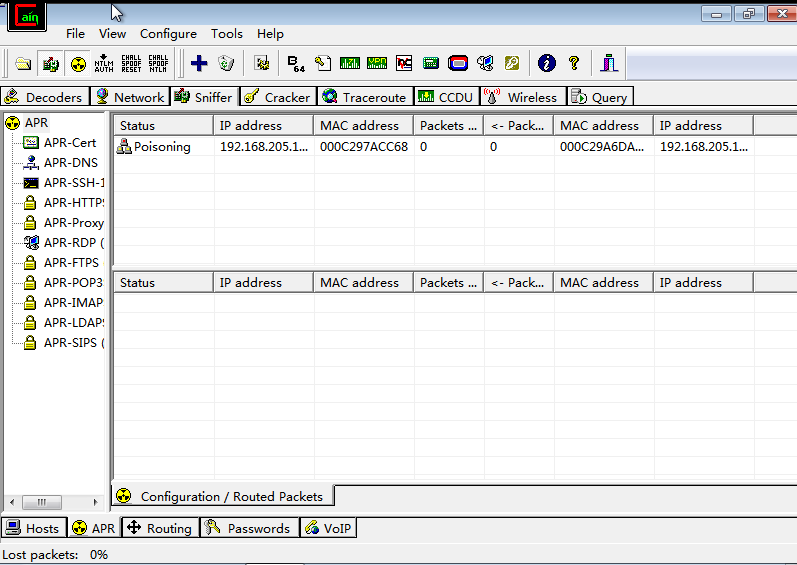 Cain
File View Configure Tools Help
NTLM AUTH
CHALL SPOOF RESET
CHALL SPOOF NTLM
B 64
Decoders Network Sniffer Cracker Traceroute CCDU Wireless Query
APR
APR-Cert
APR-DNS
APR-SSH-1
APR-HTTPS
APR-Proxy
APR-RDP (
APR-FTPS
APR-POP3
APR-IMAP
APR-LDAPS
APR-SIPS (
Status IP address MAC address Packets ... <- Pack... MAC address IP address
Poisoning 192.168.205.1... 000C297ACC68 0 0 000C29A6DA... 192.168.205.1...
Status IP address MAC address Packets ... <- Pack... MAC address IP address
Configuration / Routed Packets
Hosts APR Routing Passwords VoIP
Lost packets: 0%